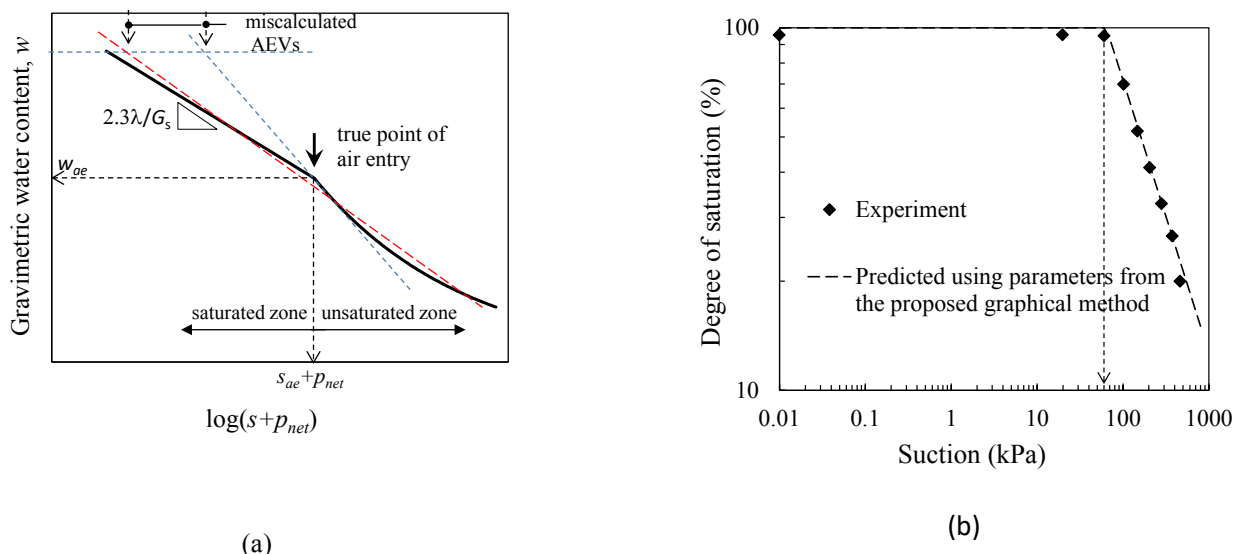 miscalculated
AEVs
Gravimetric water content, w
2.3λ/Gs
true point of
air entry
wae
saturated zone
unsaturated zone
sae+pnet
log(s+pnet)
(a)
100
10
Degree of saturation (%)
Experiment
Predicted using parameters from
the proposed graphical method
0.01 0.1 1 10 100 1000
Suction (kPa)
(b)